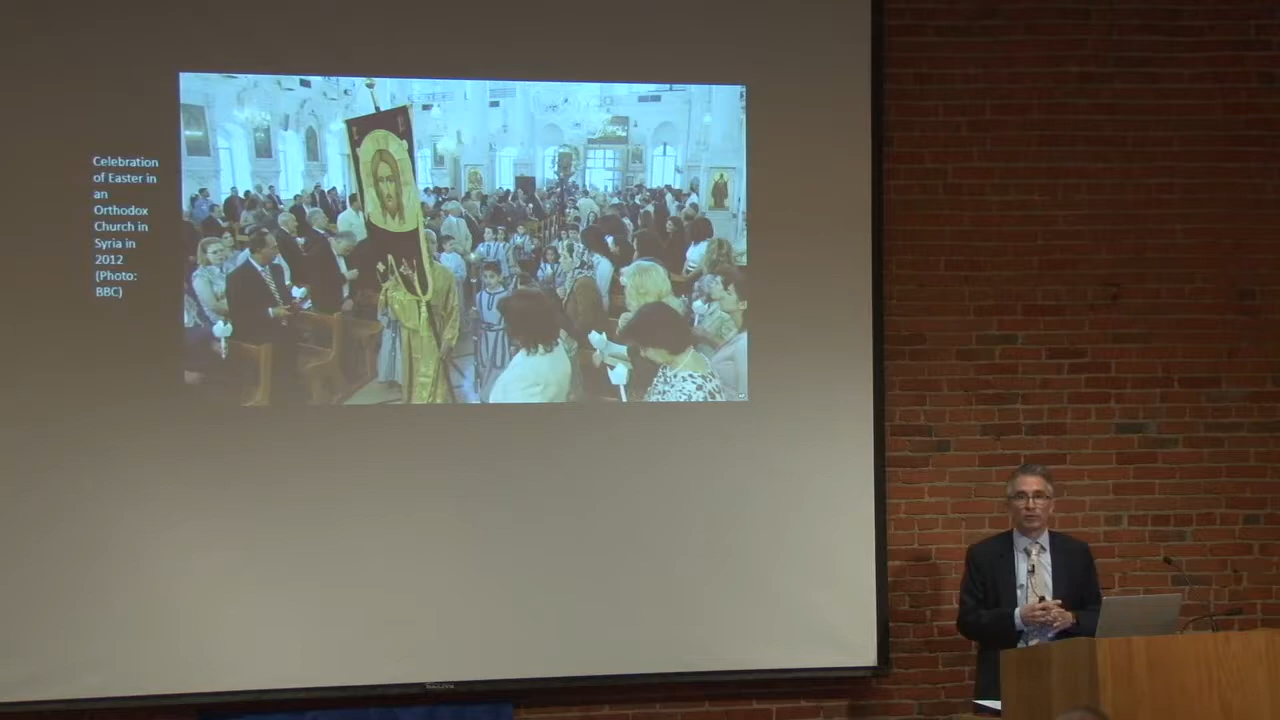 Celebration
of Easter in
an
Orthodox
Church in
Syria in
2012
(Photo:
BBC)